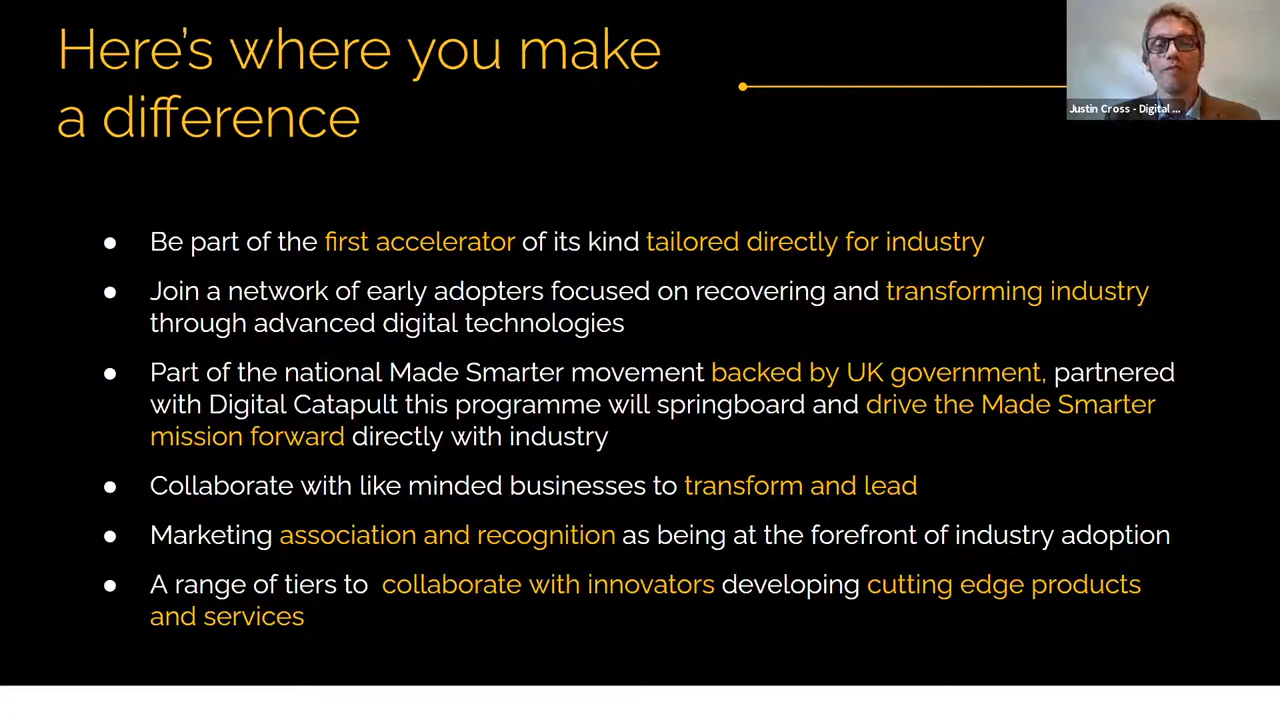 Here's where you make
a difference
Justin Cross - Digital ...
● Be part of the first accelerator of its kind tailored directly for industry
● Join a network of early adopters focused on recovering and transforming industry
through advanced digital technologies
● Part of the national Made Smarter movement backed by UK government, partnered
with Digital Catapult this programme will springboard and drive the Made Smarter
mission forward directly with industry
● Collaborate with like minded businesses to transform and lead
● Marketing association and recognition as being at the forefront of industry adoption
● A range of tiers to collaborate with innovators developing cutting edge products
and services